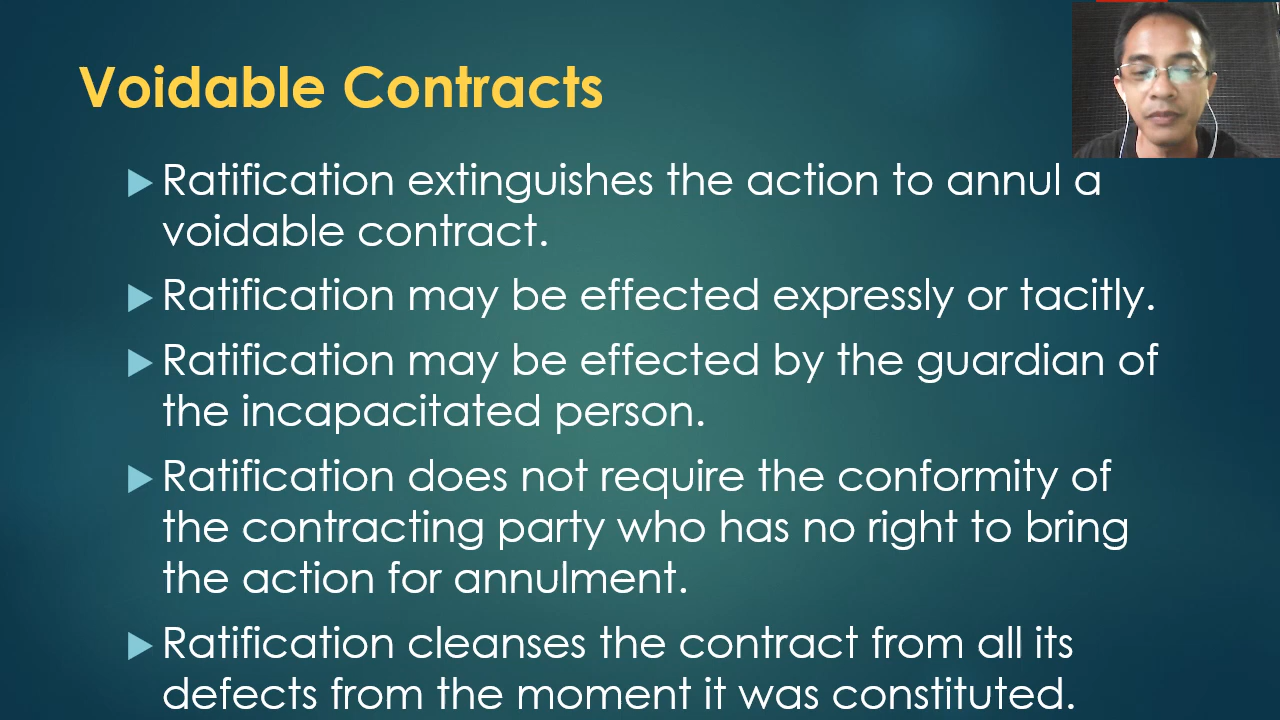 Voidable Contracts
Ratification extinguishes the action to annul a
voidable contract.
Ratification may be effected expressly or tacitly.
Ratification may be effected by the guardian of
the incapacitated person.
Ratification does not require the conformity of
the contracting party who has no right to bring
the action for annulment.
Ratification cleanses the contract from all its
defects from the moment it was constituted.